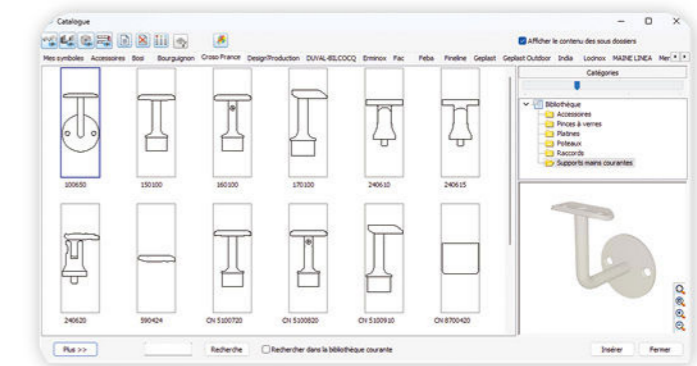 Catalogue
Afficher le contenu des sous dossiers
Mes symboles Accessoires Bosi Bourguignon Croso France Design Production DUVAL-BILCOCQ Erminox Fac Feba Fineline Geplast Geplast Outdoor India Locinox MAINE LINEA Mer
Catégories
Bibliothèque
Accessoires
Pinces à verres
Platines
Poteaux
Raccords
Supports mains courantes
100650 150100 160100 170100 240610 240615
240620 590424 CN 5100720 CN 5100820 CN 5100910 CN 8700420
Plus >> Recherche Rechercher dans la bibliothèque courante Insérer Fermer